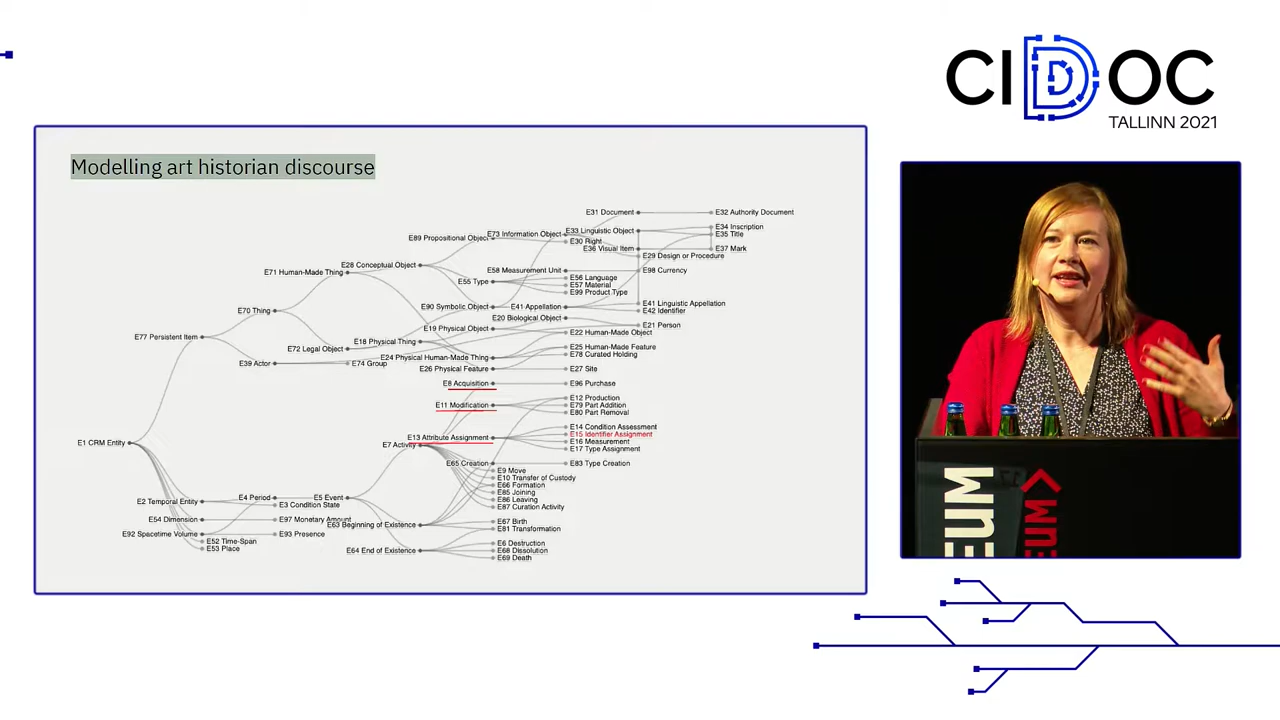 CIDOC
TALLINN 2021
Modelling art historian discourse
E31 Document
E32 Authority Document
E34 Inscription
E33 Linguistic Object
E35 Title
E73 Information Object
E89 Propositional Object
E30 Right
E36 Visual Item
E37 Mark
E29 Design or Procedure
E28 Conceptual Object
E71 Human-Made Thing
E58 Measurement Unit
E98 Currency
E56 Language
E55 Type
E57 Material
E99 Product Type
E90 Symbolic Object
E41 Appellation
E41 Linguistic Appellation
E42 Identifier
E70 Thing
E20 Biological Object
E19 Physical Object
E21 Person
E22 Human-Made Object
E77 Persistent Item
E18 Physical Thing
E72 Legal Object
E25 Human-Made Feature
E24 Physical Human-Made Thing
E78 Curated Holding
E39 Actor
E74 Group
E26 Physical Feature
E27 Site
E8 Acquisition
E96 Purchase
E12 Production
E11 Modification
E79 Part Addition
E80 Part Removal
E14 Condition Assessment
E15 Identifier Assignment
E13 Attribute Assignment
E16 Measurement
E7 Activity
E17 Type Assignment
E1 CRM Entity
E65 Creation
E83 Type Creation
E9 Move
E10 Transfer of Custody
E66 Formation
E85 Joining
E86 Leaving
E87 Curation Activity
E4 Period
E5 Event
E2 Temporal Entity
E3 Condition State
E54 Dimension
E97 Monetary Amount
E63 Beginning of Existence
E67 Birth
E81 Transformation
E92 Spacetime Volume
E93 Presence
E52 Time-Span
E53 Place
E64 End of Existence
E6 Destruction
E68 Dissolution
E69 Death
EUM
UM